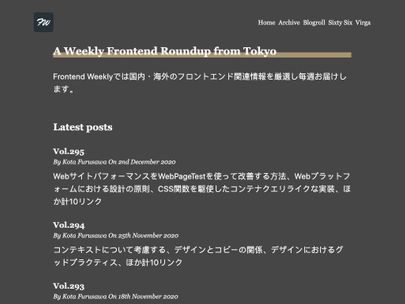 FW
Home Archive Blogroll Sixty Six Virga
A Weekly Frontend Roundup from Tokyo
Frontend Weeklyでは国内・海外のフロントエンド関連情報を厳選し毎週お届けし
ます。
Latest posts
Vol.295
By Kota Furusawa On 2nd December 2020
WebサイトパフォーマンスをWebPageTestを使って改善する方法、Webプラットフ
ォームにおける設計の原則、CSS関数を駆使したコンテナクエリライクな実装、ほ
か計10リンク
Vol.294
By Kota Furusawa On 25th November 2020
コンテキストについて考慮する、デザインとコピーの関係、デザインにおけるグ
ッドプラクティス、ほか計10リンク
Vol.293
By Kota Furusawa On 18th November 2020